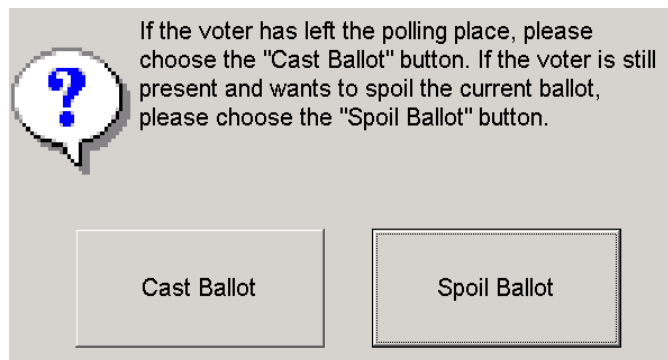 If the voter has left the polling place, please
choose the "Cast Ballot" button. If the voter is still
present and wants to spoil the current ballot,
please choose the "Spoil Ballot" button.
Cast Ballot
Spoil Ballot